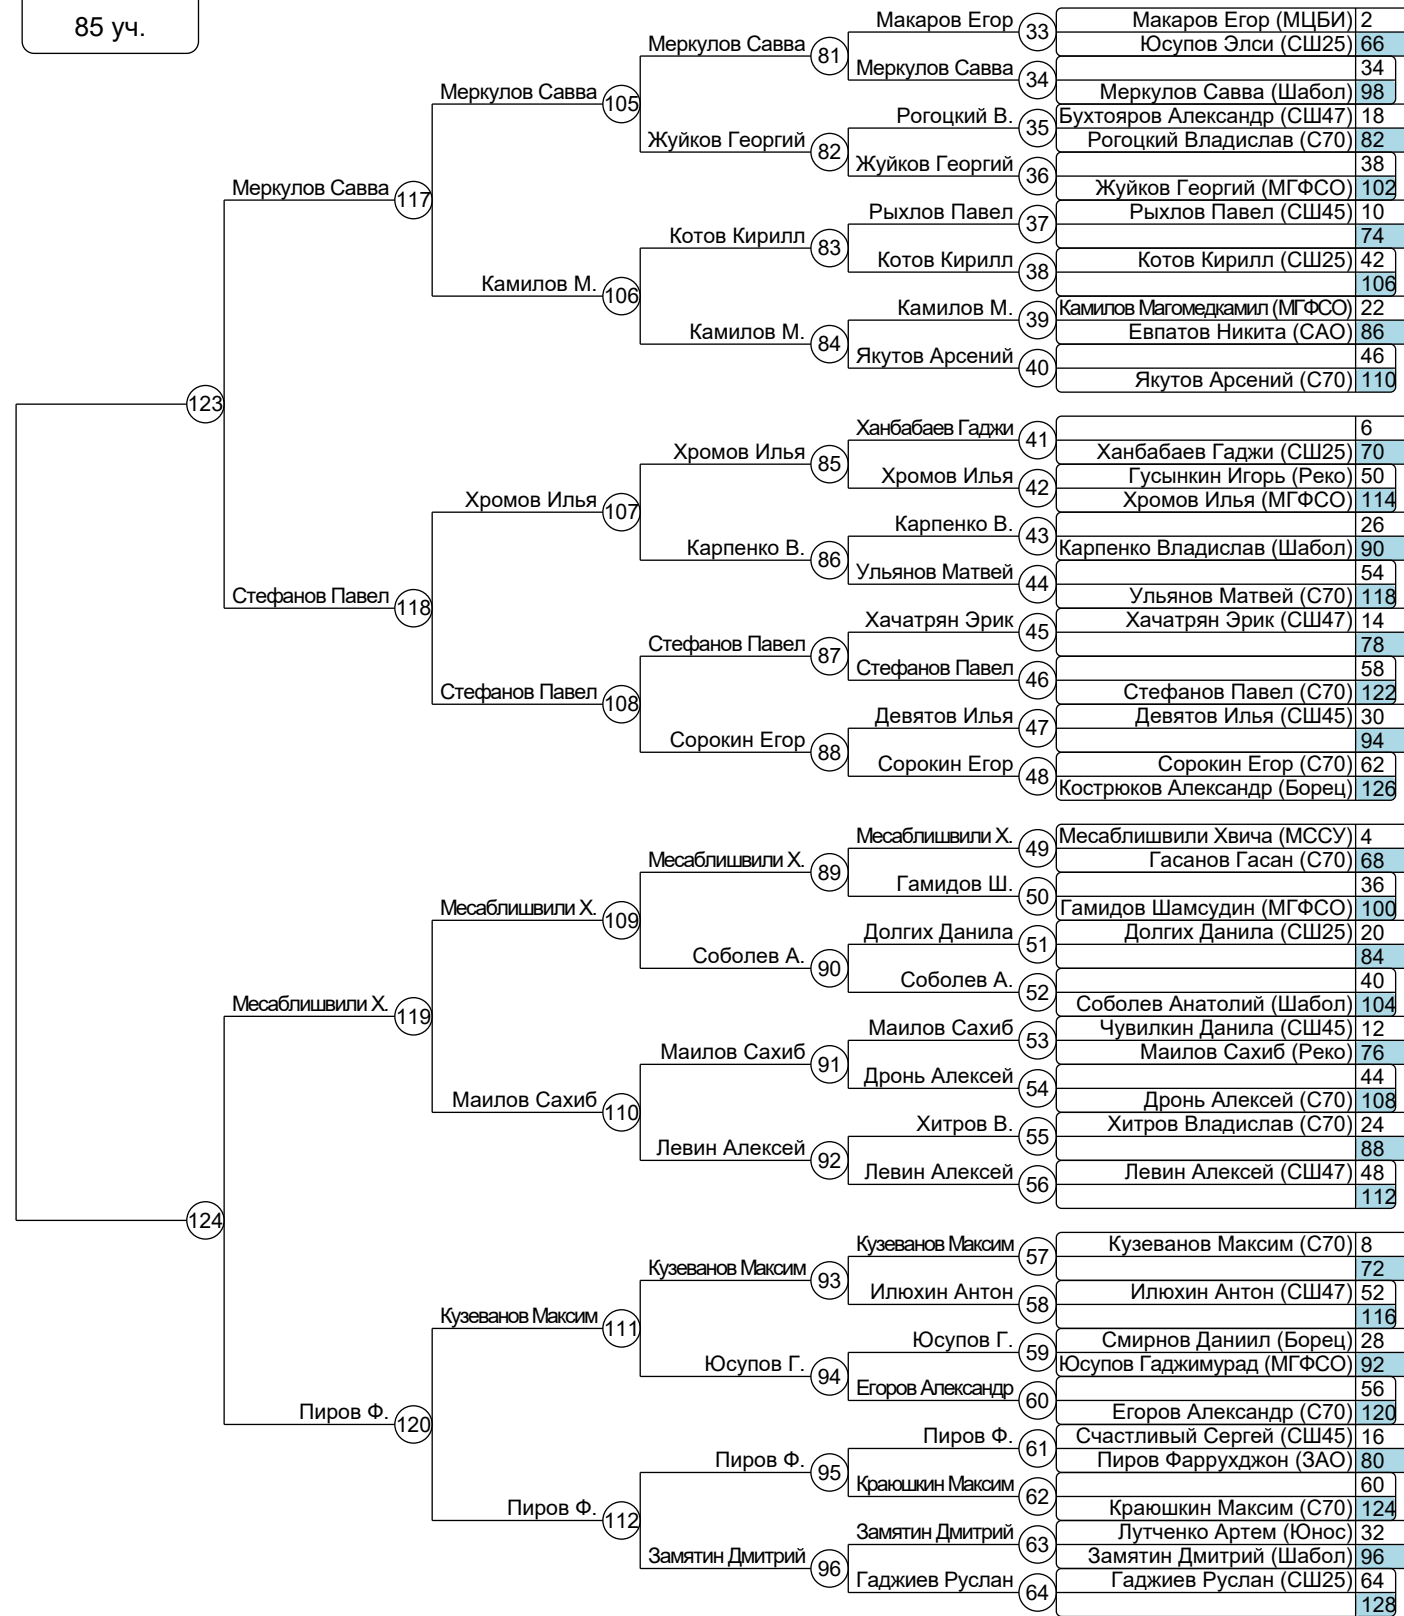 85 уч.
Макаров Егор 33 Макаров Егор (МЦБИ) 2
Меркулов Савва 81 Юсупов Элси (СШ25) 66
Меркулов Савва 34 34
Меркулов Савва 105 Меркулов Савва (Шабол) 98
Рогоцкий В. 35 Бухтояров Александр (СШ47) 18
Жуйков Георгий 82 Рогоцкий Владислав (С70) 82
Жуйков Георгий 36 38
Меркулов Савва 117 Жуйков Георгий (МГФСО) 102
Рыхлов Павел 37 Рыхлов Павел (СШ45) 10
Котов Кирилл 83 74
Котов Кирилл 38 Котов Кирилл (СШ25) 42
Камилов М. 106 106
Камилов М. 39 Камилов Магомедкамил (МГФСО) 22
Камилов М. 84 Евпатов Никита (САО) 86
Якутов Арсений 40 46
Якутов Арсений (С70) 110
123
Ханбабаев Гаджи 41 6
Хромов Илья 85 Ханбабаев Гаджи (СШ25) 70
Хромов Илья 42 Гусынкин Игорь (Реко) 50
Хромов Илья 107 Хромов Илья (МГФСО) 114
Карпенко В. 43 26
Карпенко В. 86 Карпенко Владислав (Шабол) 90
Ульянов Матвей 44 54
Стефанов Павел 118 Ульянов Матвей (С70) 118
Хачатрян Эрик 45 Хачатрян Эрик (СШ47) 14
Стефанов Павел 87 78
Стефанов Павел 46 58
Стефанов Павел 108 Стефанов Павел (С70) 122
Девятов Илья 47 Девятов Илья (СШ45) 30
Сорокин Егор 88 94
Сорокин Егор 48 Сорокин Егор (С70) 62
Кострюков Александр (Борец) 126
Месаблишвили Х. 49 Месаблишвили Хвича (МССУ) 4
Месаблишвили Х. 89 Гасанов Гасан (С70) 68
Гамидов Ш. 50 36
Месаблишвили Х. 109 Гамидов Шамсудин (МГФСО) 100
Долгих Данила 51 Долгих Данила (СШ25) 20
Соболев А. 90 84
Соболев А. 52 40
Месаблишвили Х. 119 Соболев Анатолий (Шабол) 104
Маилов Сахиб 53 Чувилкин Данила (СШ45) 12
Маилов Сахиб 91 Маилов Сахиб (Реко) 76
Дронь Алексей 54 44
Маилов Сахиб 110 Дронь Алексей (С70) 108
Хитров В. 55 Хитров Владислав (С70) 24
Левин Алексей 92 88
Левин Алексей 56 Левин Алексей (СШ47) 48
112
124
Кузеванов Максим 57 Кузеванов Максим (С70) 8
Кузеванов Максим 93 72
Илюхин Антон 58 Илюхин Антон (СШ47) 52
Кузеванов Максим 111 116
Юсупов Г. 59 Смирнов Даниил (Борец) 28
Юсупов Г. 94 Юсупов Гаджимурад (МГФСО) 92
Егоров Александр 60 56
Пиров Ф. 120 Егоров Александр (С70) 120
Пиров Ф. 61 Счастливый Сергей (СШ45) 16
Пиров Ф. 95 Пиров Фаррухджон (ЗАО) 80
Краюшкин Максим 62 60
Пиров Ф. 112 Краюшкин Максим (С70) 124
Замятин Дмитрий 63 Лутченко Артем (Юнос) 32
Замятин Дмитрий 96 Замятин Дмитрий (Шабол) 96
Гаджиев Руслан 64 Гаджиев Руслан (СШ25) 64
128